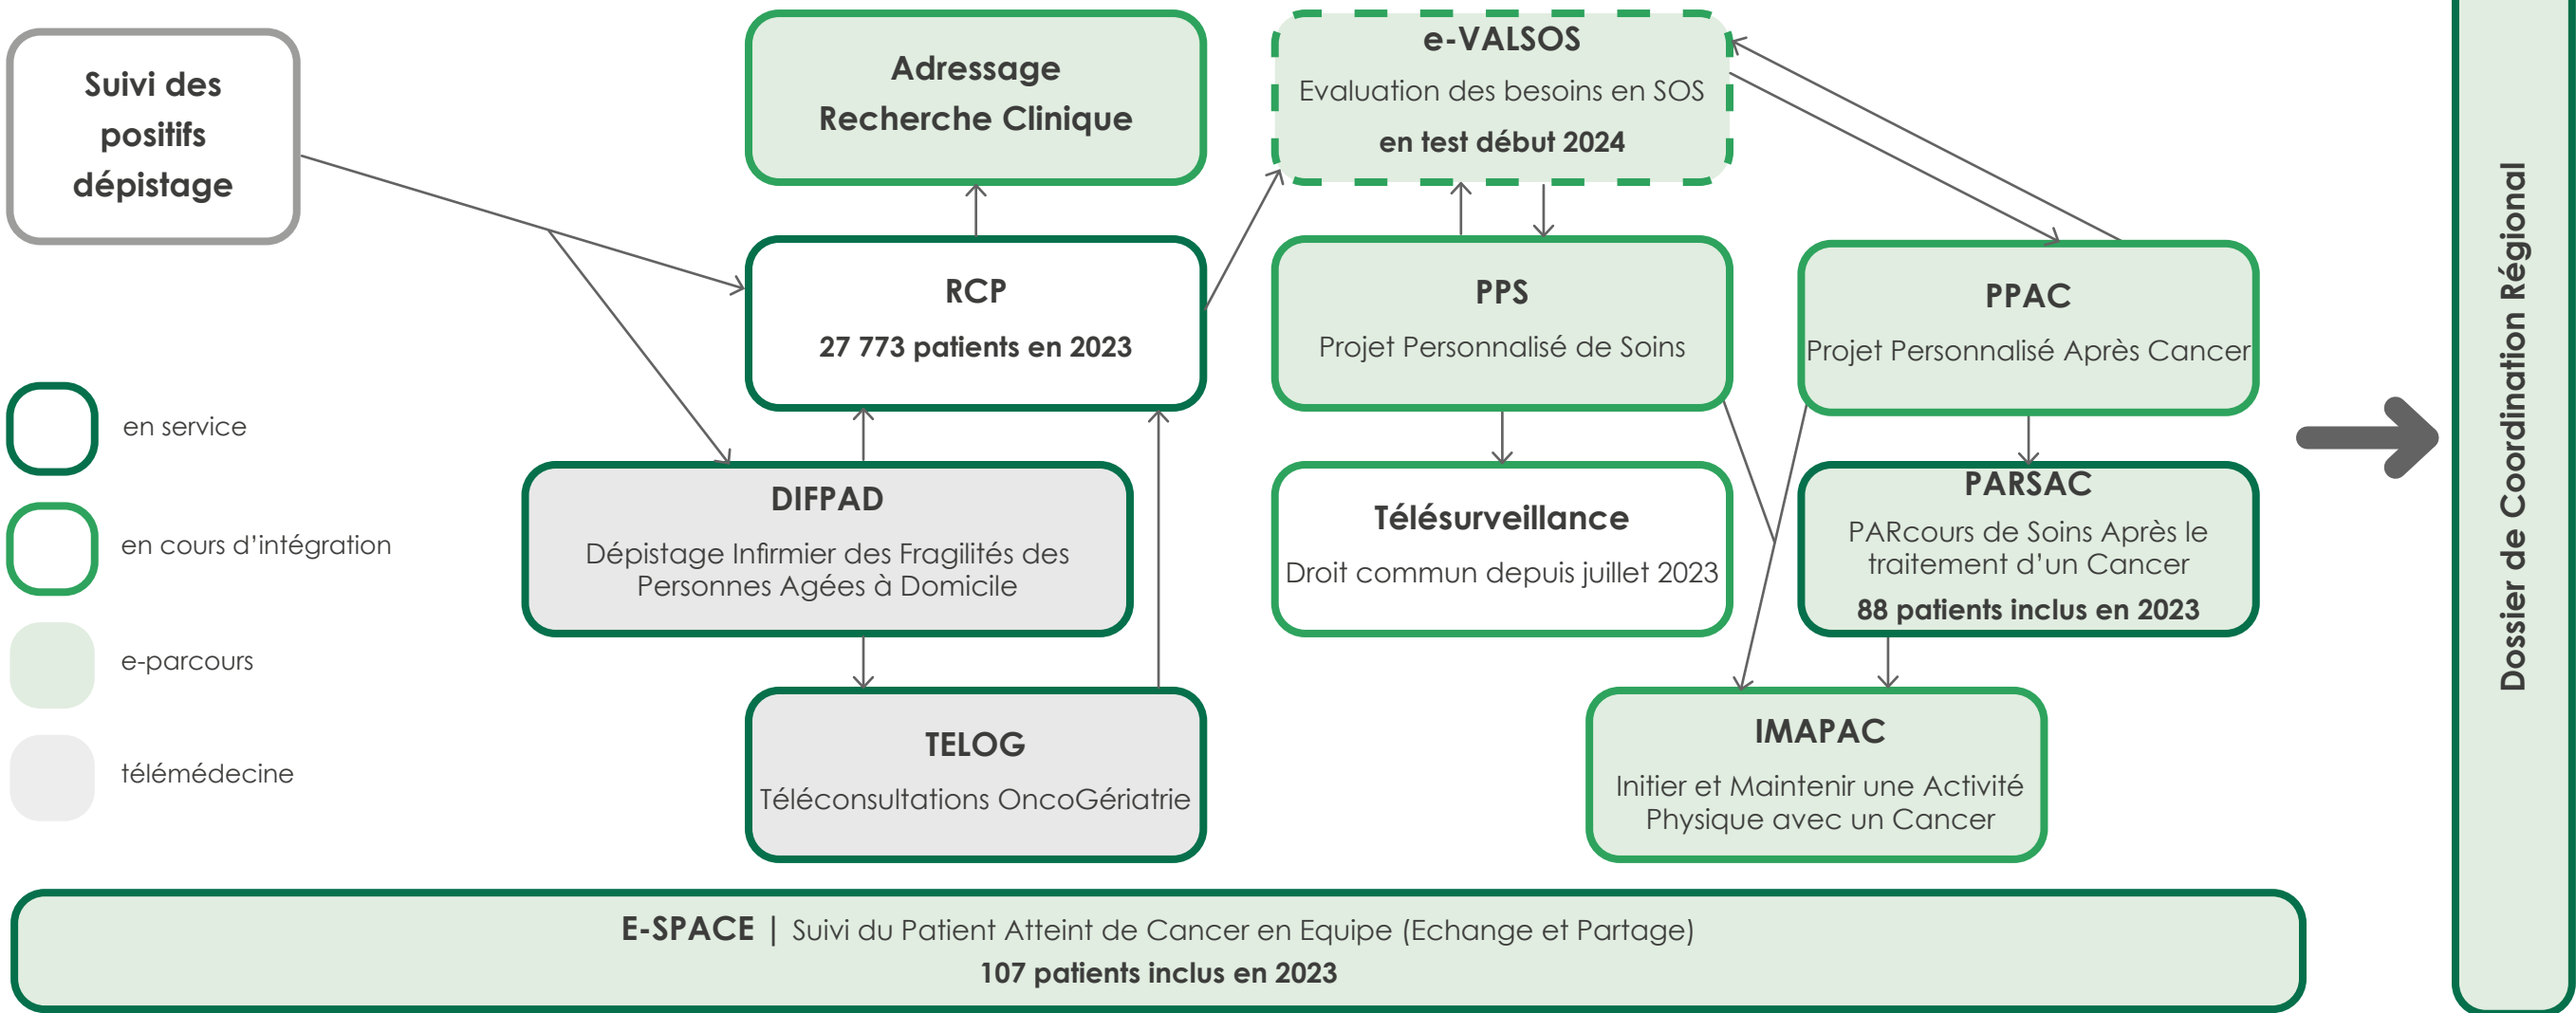 Suivi des
positifs
dépistage
Adressage
Recherche Clinique
e-VALSOS
Evaluation des besoins en SOS
en test début 2024
RCP
27 773 patients en 2023
PPS
Projet Personnalisé de Soins
PPAC
Projet Personnalisé Après Cancer
en service
en cours d’intégration
e-parcours
télémédecine
DIFPAD
Dépistage Infirmier des Fragilités des
Personnes Agées à Domicile
Télésurveillance
Droit commun depuis juillet 2023
PARSAC
PARcours de Soins Après le
traitement d’un Cancer
88 patients inclus en 2023
TELOG
Téléconsultations OncoGériatrie
IMAPAC
Initier et Maintenir une Activité
Physique avec un Cancer
E-SPACE | Suivi du Patient Atteint de Cancer en Equipe (Echange et Partage)
107 patients inclus en 2023
Dossier de Coordination Régional